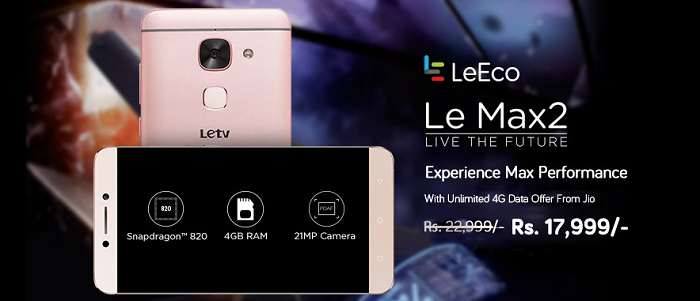 Letv
820
PDAF
Snapdragon™ 820
4GB RAM
21MP Camera
LeEco
Le Max2
LIVE THE FUTURE
Experience Max Performance
With Unlimited 4G Data Offer From Jio
Rs. 22,999/- Rs. 17,999/-